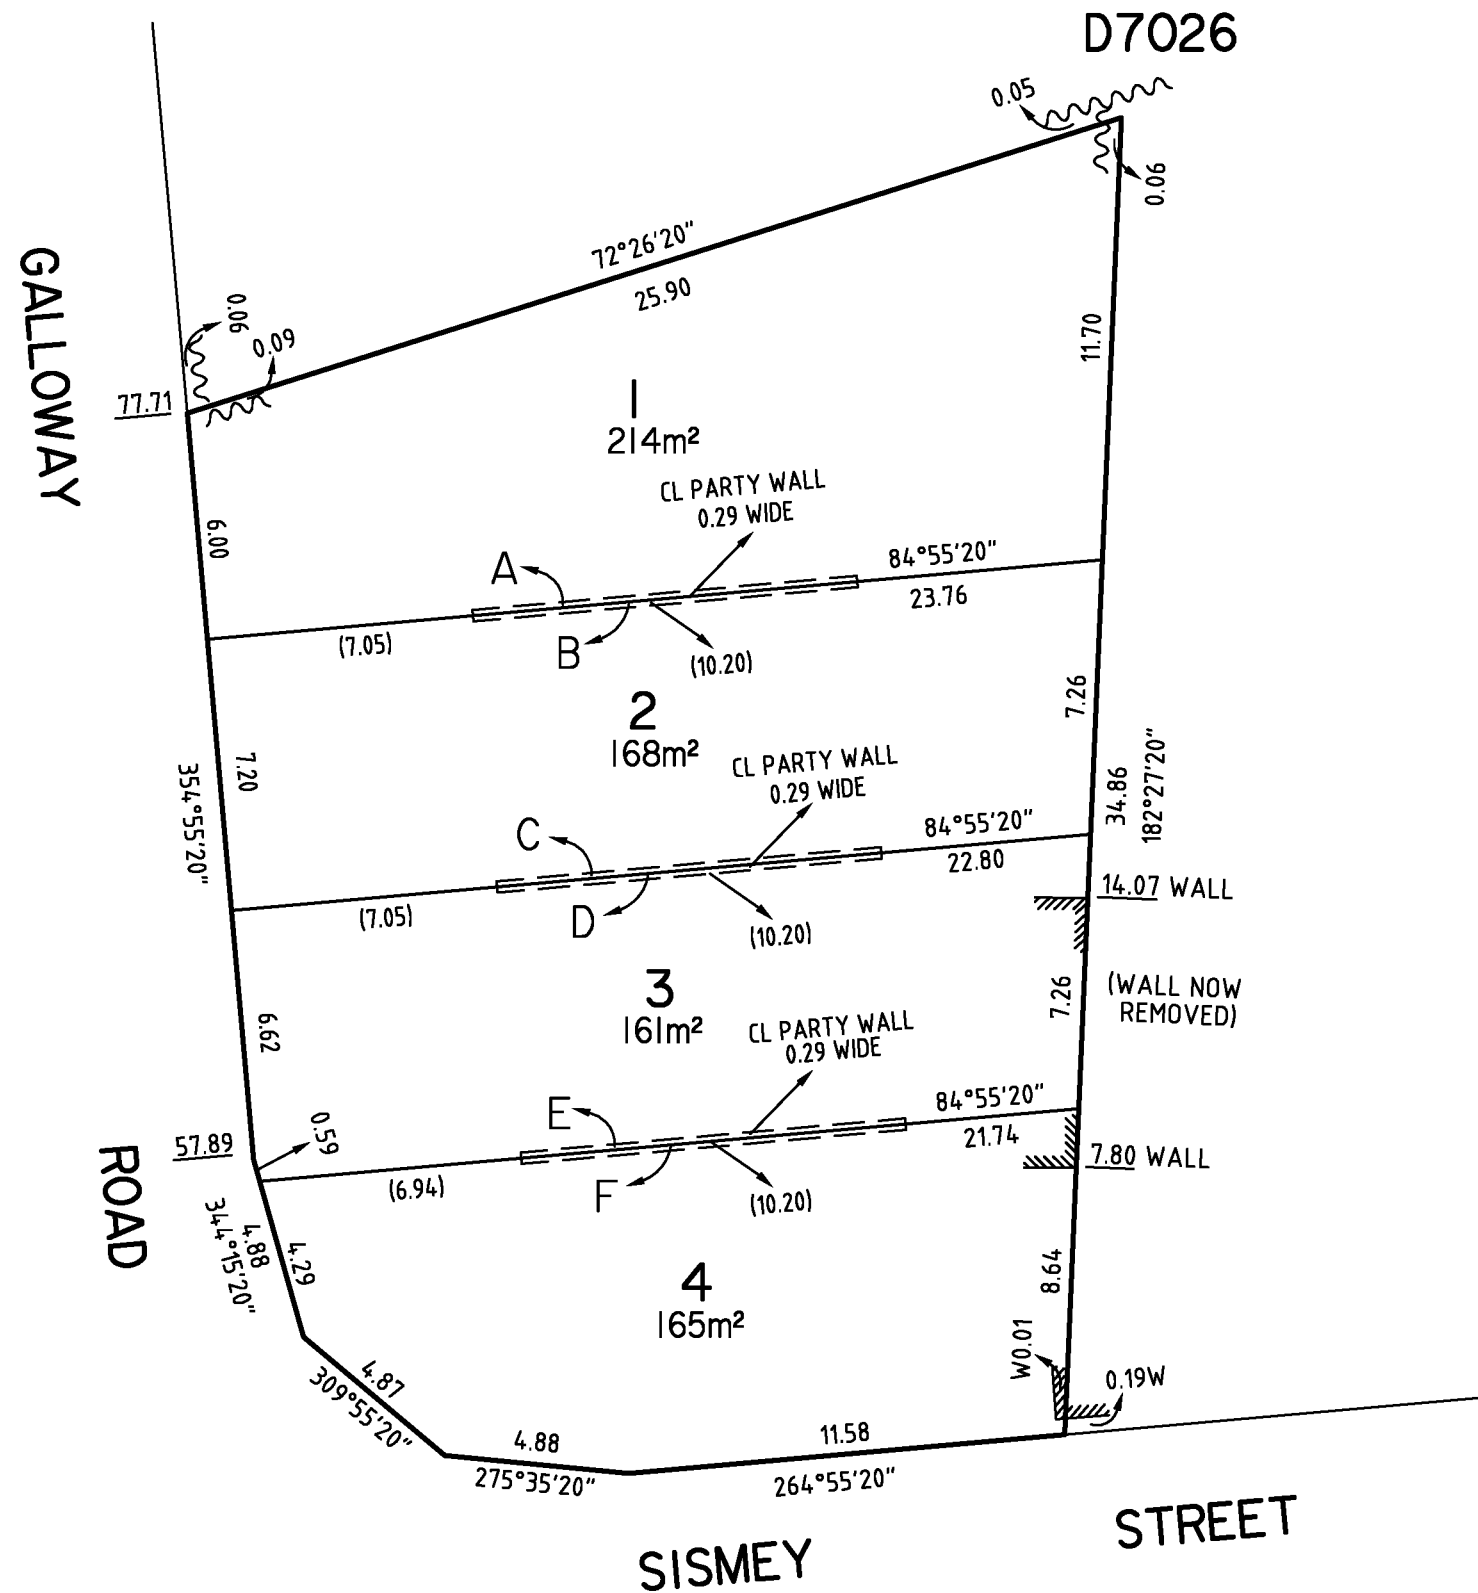 D7026
0.05
0.06
72°26'20"
25.90
GALLOWAY
0.06
0.09
11.70
77.71
1
214m²
CL PARTY WALL
0.29 WIDE
6.00
A
84°55'20"
23.76
(7.05)
B
(10.20)
2
168m²
7.26
CL PARTY WALL
0.29 WIDE
7.20
354°55'20"
34.86
182°27'20"
C
84°55'20"
22.80
(7.05)
D
(10.20)
14.07 WALL
3
161m²
7.26
(WALL NOW
REMOVED)
CL PARTY WALL
0.29 WIDE
6.62
E
84°55'20"
21.74
0.59
57.89
7.80 WALL
ROAD
(6.94)
F
(10.20)
4.88
344°15'20"
4.29
4
165m²
8.64
W0.01
0.19W
4.87
309°55'20"
4.88
275°35'20"
11.58
264°55'20"
SISMEY STREET